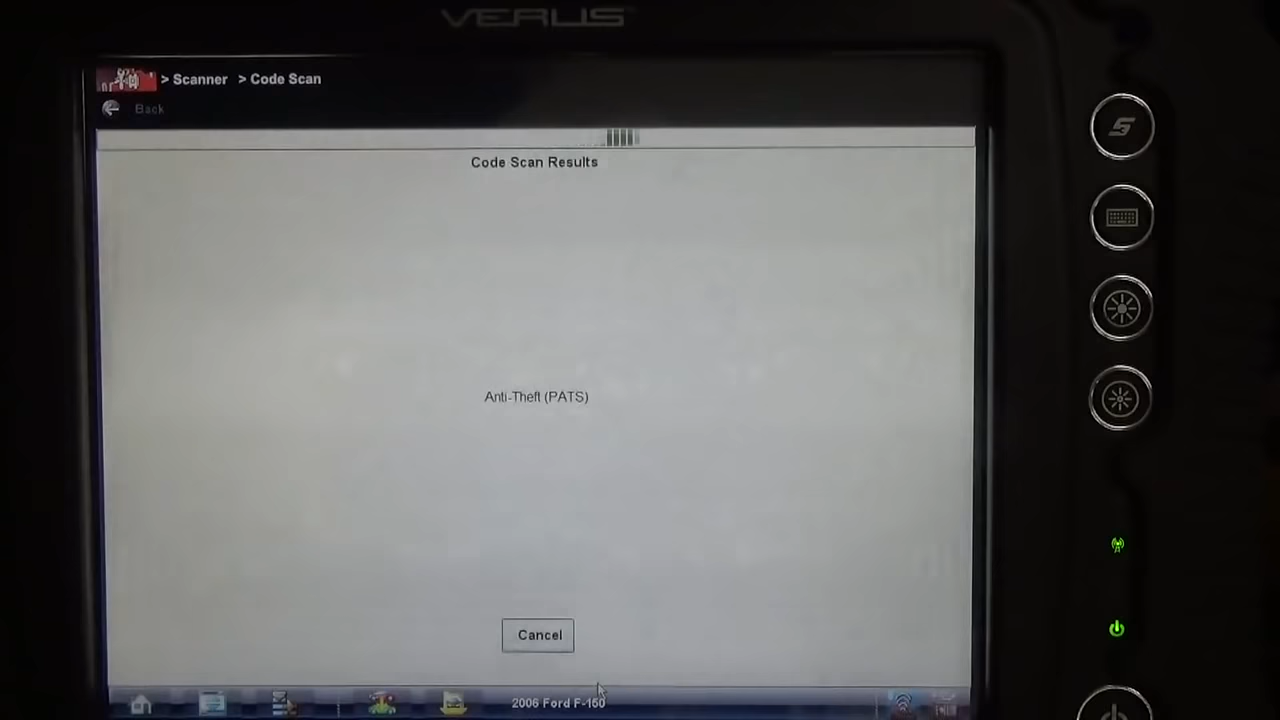 VERUS
> Scanner > Code Scan
Back
Code Scan Results
Anti-Theft (PATS)
Cancel
2006 Ford F-150